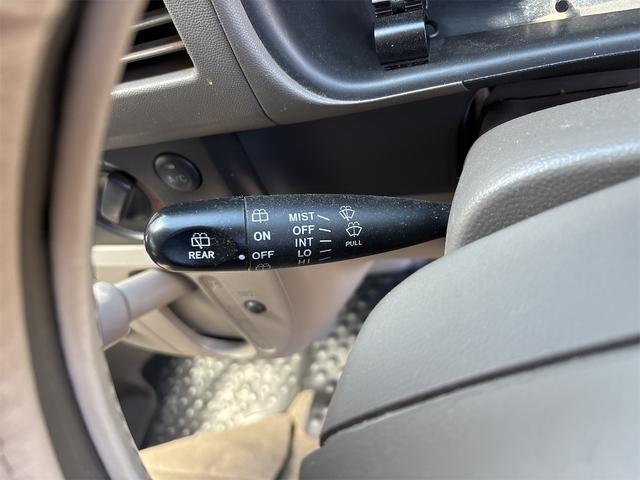 REAR
ON
OFF
MIST
OFF
INT
LO
HI
PULL
A/C